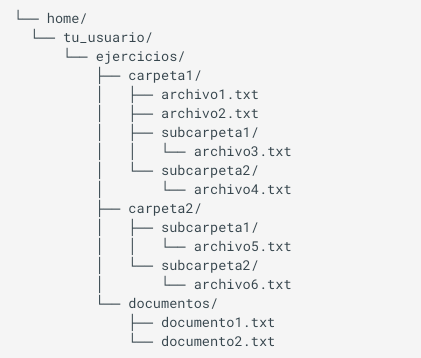 └── home/
  └── tu_usuario/
      └── ejercicios/
          ├── carpeta1/
          │   ├── archivo1.txt
          │   ├── archivo2.txt
          │   ├── subcarpeta1/
          │   │   └── archivo3.txt
          │   └── subcarpeta2/
          │       └── archivo4.txt
          ├── carpeta2/
          │   ├── subcarpeta1/
          │   │   └── archivo5.txt
          │   └── subcarpeta2/
          │       └── archivo6.txt
          └── documentos/
              ├── documento1.txt
              └── documento2.txt